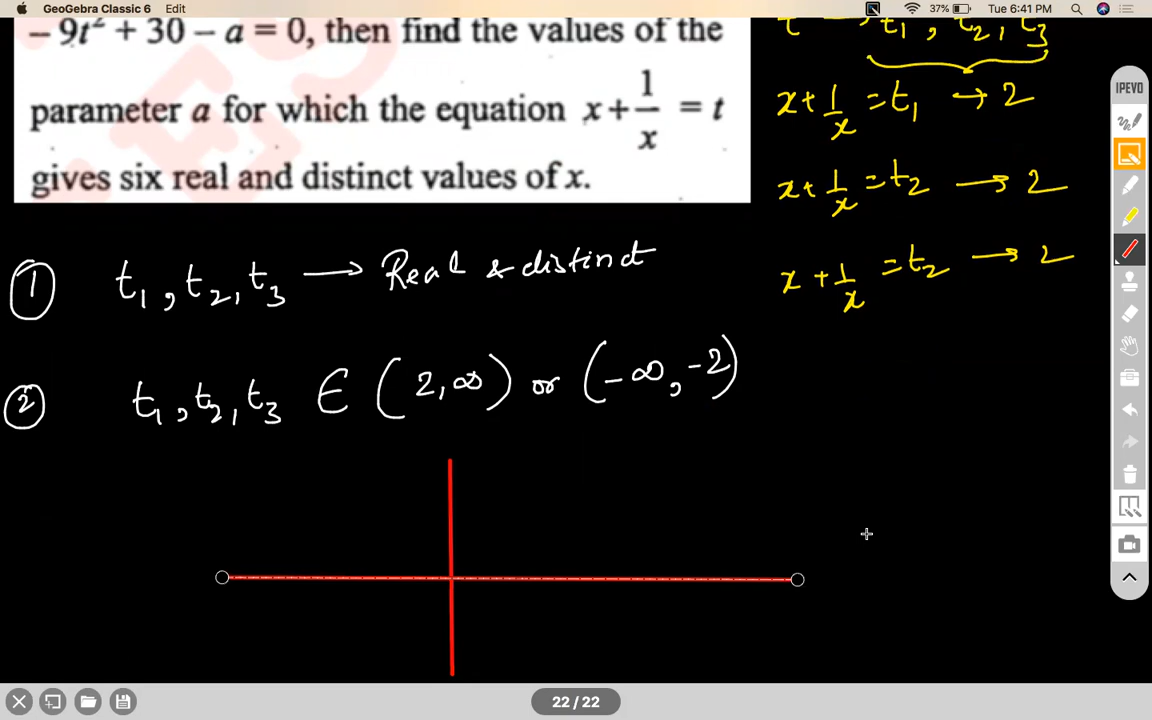 GeoGebra Classic 6 Edit
37% Tue 6:41 PM
− 9t² + 30 − a = 0, then find the values of the
parameter a for which the equation x + 1/x = t
gives six real and distinct values of x.
t → t₁, t₂, t₃
x + 1/x = t₁ → 2
x + 1/x = t₂ → 2
x + 1/x = t₂ → 2
① t₁, t₂, t₃ → Real & distinct
② t₁, t₂, t₃ ∈ (2, ∞) or (−∞, −2)
IPEVO
22 / 22